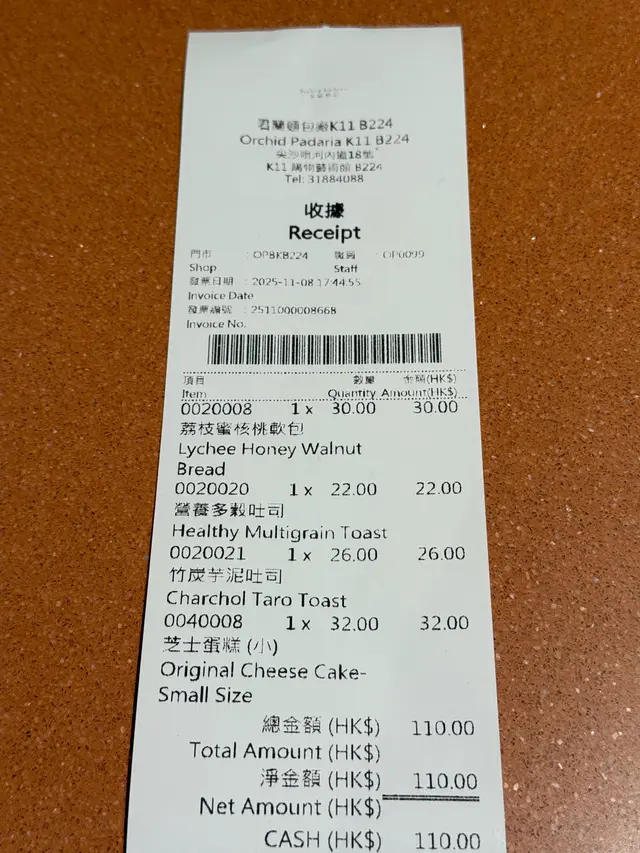 君蘭麵包廠K11 B224
Orchid Padaria K11 B224
尖沙咀河內道18號
K11 購物藝術館 B224
Tel: 31884088
收據
Receipt
門市 : OPBKB224 職員 : OP0099
Shop Staff
發票日期 : 2025-11-08 17:44:55
Invoice Date
發票編號 : 2511000008668
Invoice No.
項目 數量 金額(HK$)
Item Quantity Amount(HK$)
0020008 1 x 30.00 30.00
荔枝蜜核桃軟包
Lychee Honey Walnut
Bread
0020020 1 x 22.00 22.00
營養多穀吐司
Healthy Multigrain Toast
0020021 1 x 26.00 26.00
竹炭芋泥吐司
Charchol Taro Toast
0040008 1 x 32.00 32.00
芝士蛋糕 (小)
Original Cheese Cake-
Small Size
總金額 (HK$) 110.00
Total Amount (HK$)
淨金額 (HK$) 110.00
Net Amount (HK$)
CASH (HK$) 110.00